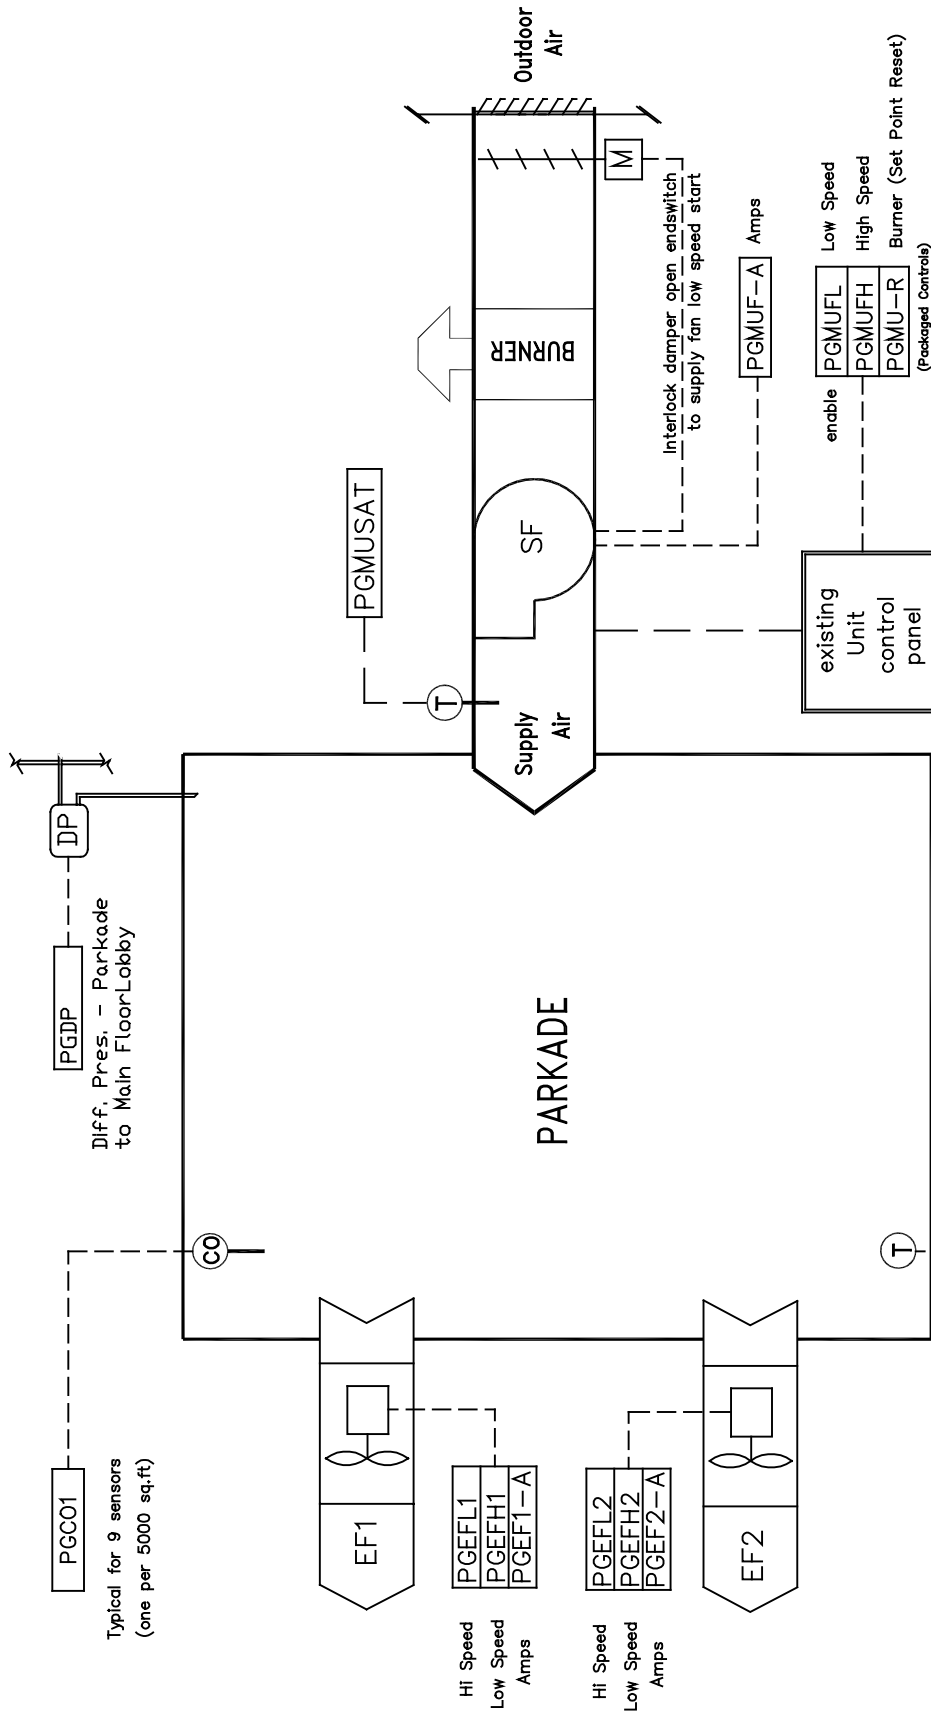 PGCO1
Typical for 9 sensors
(one per 5000 sq.ft)
CO
PGDP
Diff. Pres. - Parkade
to Main FloorLobby
DP
EF1
Hi Speed
Low Speed
Amps
PGEFL1
PGEFH1
PGEF1-A
Hi Speed
Low Speed
Amps
PGEFL2
PGEFH2
PGEF2-A
EF2
T
PARKADE
PGMUSAT
T
Supply
Air
SF
BURNER
Outdoor
Air
M
Interlock damper open endswitch
to supply fan low speed start
PGMUF-A
Amps
existing
Unit
control
panel
enable
PGMUFL
PGMUFH
PGMU-R
Low Speed
High Speed
Burner (Set Point Reset)
(Packaged Controls)